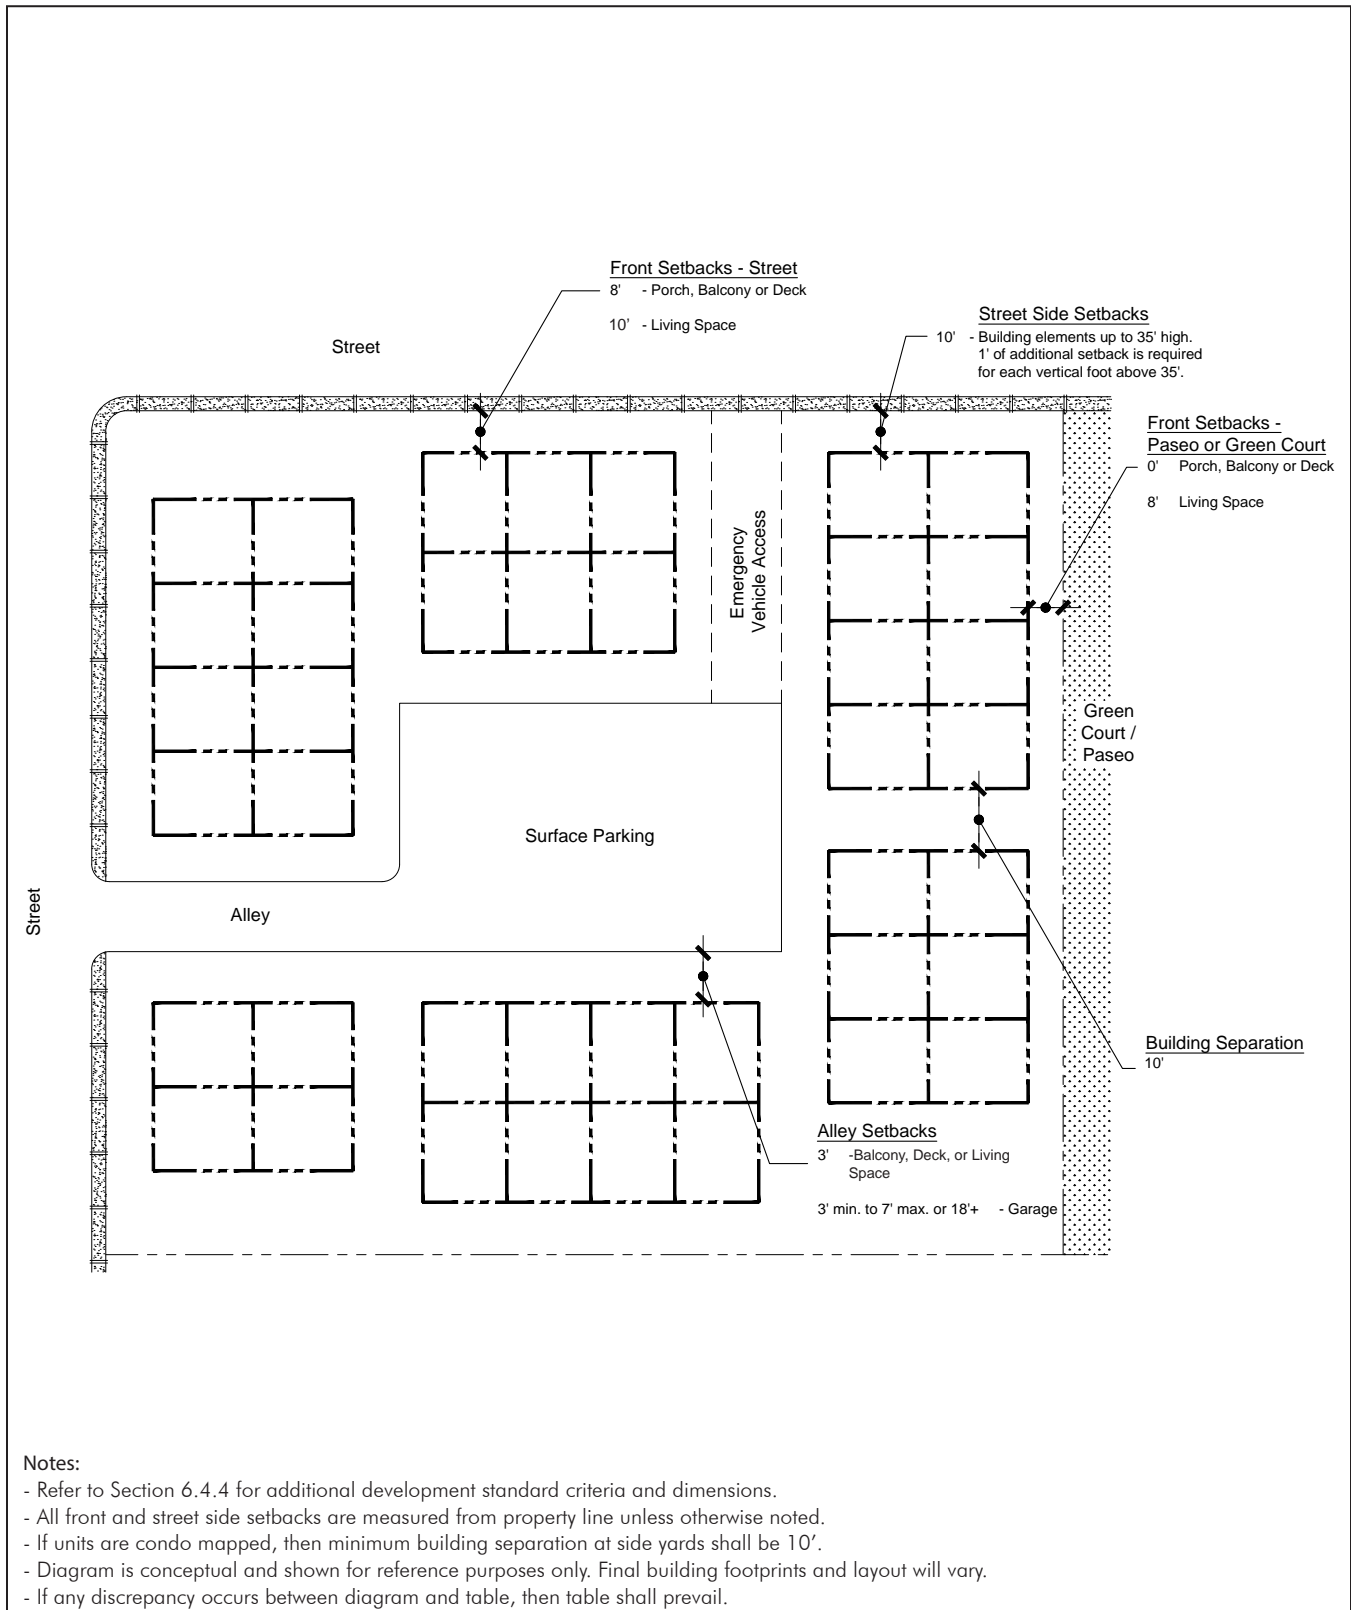 Front Setbacks - Street
8' - Porch, Balcony or Deck
10' - Living Space
Street Side Setbacks
10' - Building elements up to 35' high.
1' of additional setback is required
for each vertical foot above 35'.
Street
Front Setbacks -
Paseo or Green Court
0' Porch, Balcony or Deck
8' Living Space
Emergency
Vehicle Access
Green
Court /
Paseo
Surface Parking
Street
Alley
Building Separation
10'
Alley Setbacks
3' -Balcony, Deck, or Living
Space
3' min. to 7' max. or 18'+ - Garage
Notes:
- Refer to Section 6.4.4 for additional development standard criteria and dimensions.
- All front and street side setbacks are measured from property line unless otherwise noted.
- If units are condo mapped, then minimum building separation at side yards shall be 10'.
- Diagram is conceptual and shown for reference purposes only. Final building footprints and layout will vary.
- If any discrepancy occurs between diagram and table, then table shall prevail.